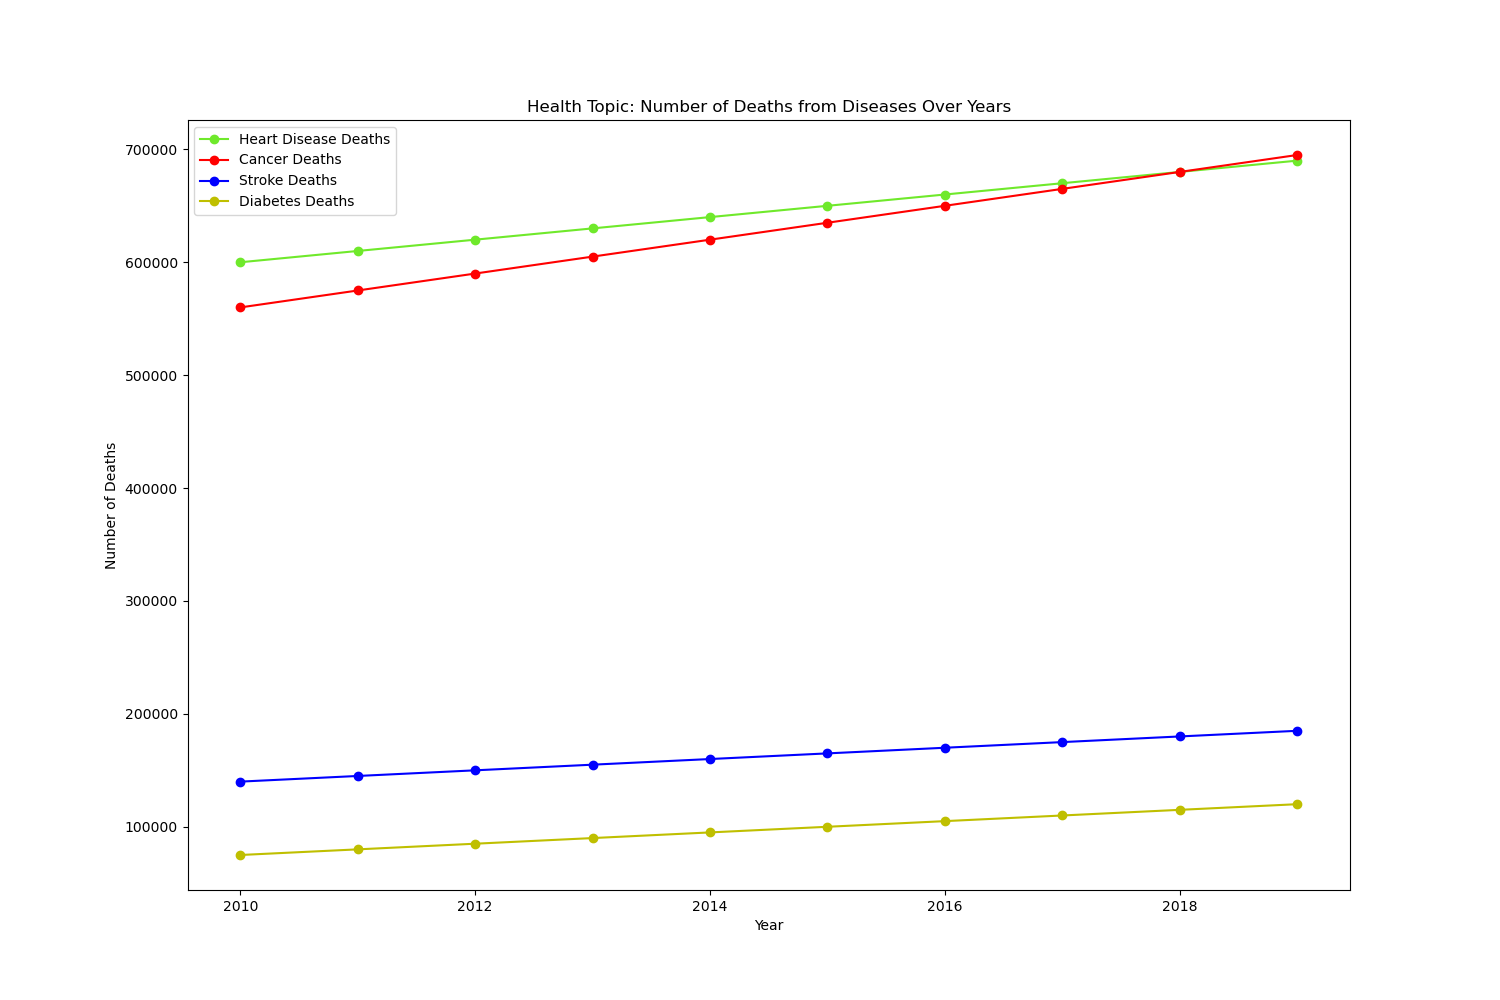 Health Topic: Number of Deaths from Diseases Over Years
Heart Disease Deaths
Cancer Deaths
Stroke Deaths
Diabetes Deaths
700000
600000
500000
400000
300000
200000
100000
Number of Deaths
2010 2012 2014 2016 2018
Year